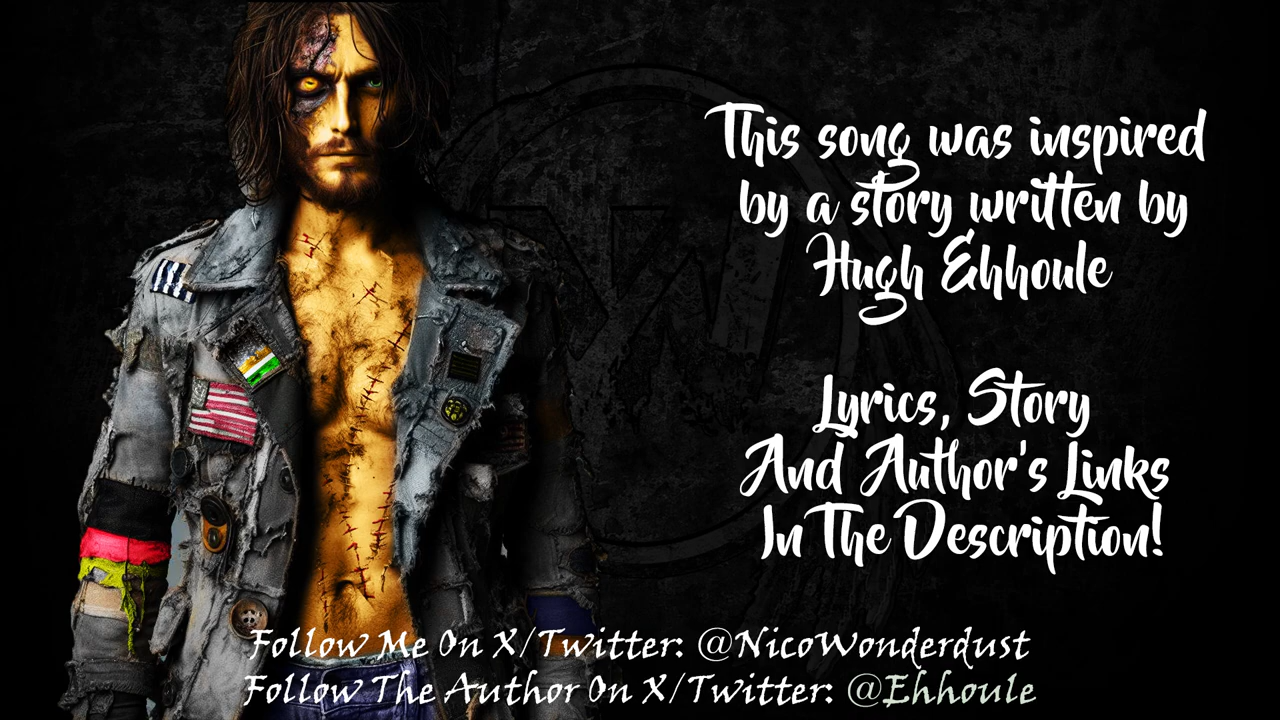 This song was inspired
by a story written by
Hugh Ehhoule
Lyrics, Story
And Author's Links
In The Description!
Follow Me On X/Twitter: @NicoWonderdust
Follow The Author On X/Twitter: @Ehhoule